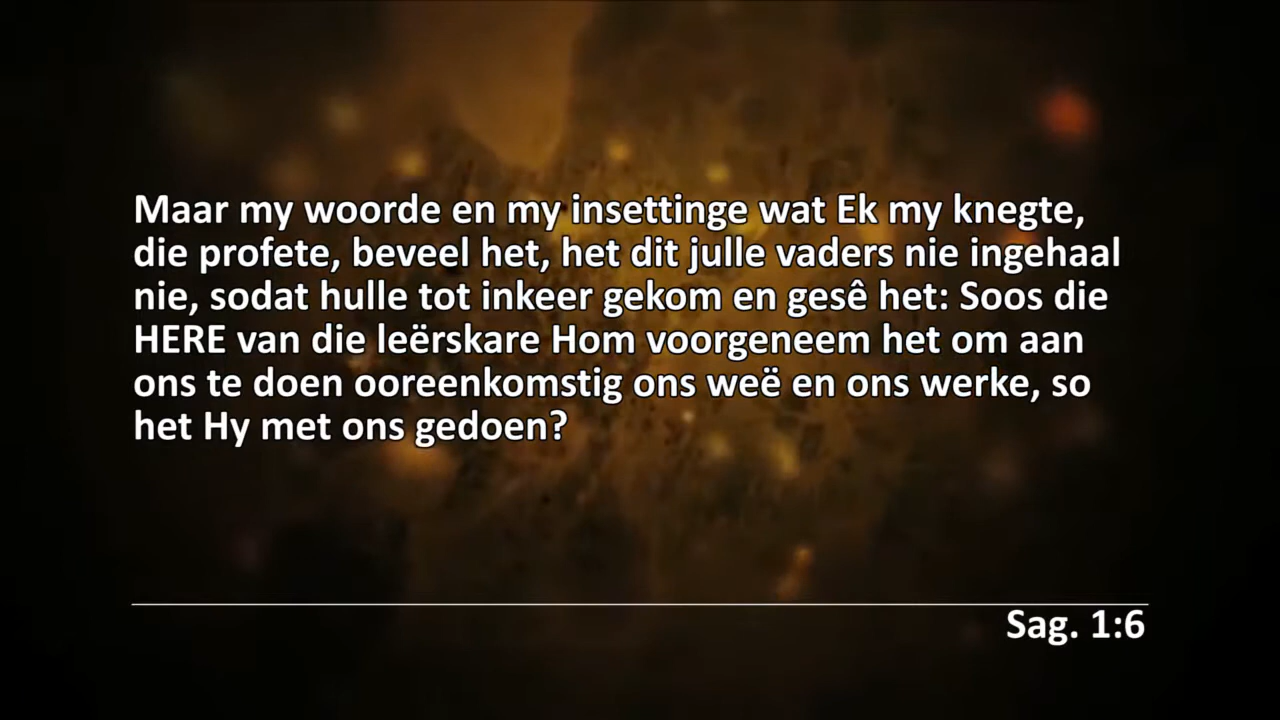 Maar my woorde en my insettinge wat Ek my knegte,
die profete, beveel het, het dit julle vaders nie ingehaal
nie, sodat hulle tot inkeer gekom en gesê het: Soos die
HERE van die leërskare Hom voorgeneem het om aan
ons te doen ooreenkomstig ons weë en ons werke, so
het Hy met ons gedoen?
Sag. 1:6